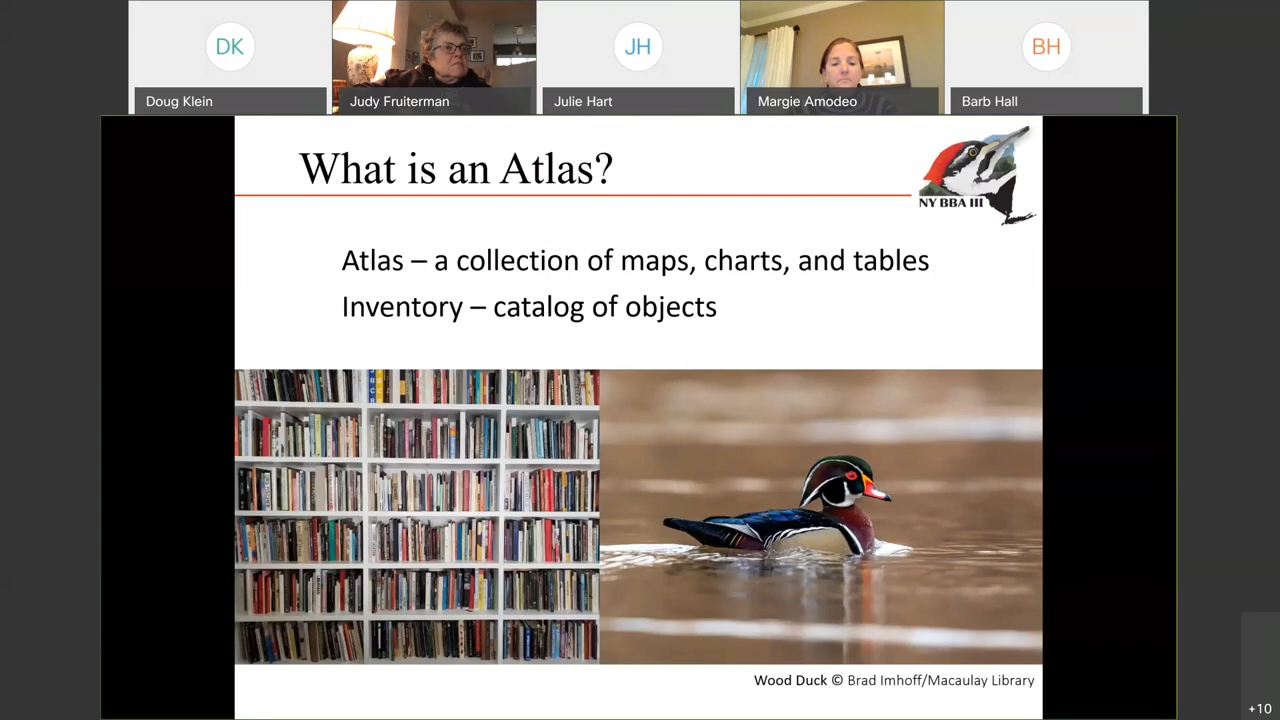 DK
JH
BH
Doug Klein
Judy Fruiterman
Julie Hart
Margie Amodeo
Barb Hall
What is an Atlas?
NY BBA III
Atlas – a collection of maps, charts, and tables
Inventory – catalog of objects
Wood Duck © Brad Imhoff/Macaulay Library
+10